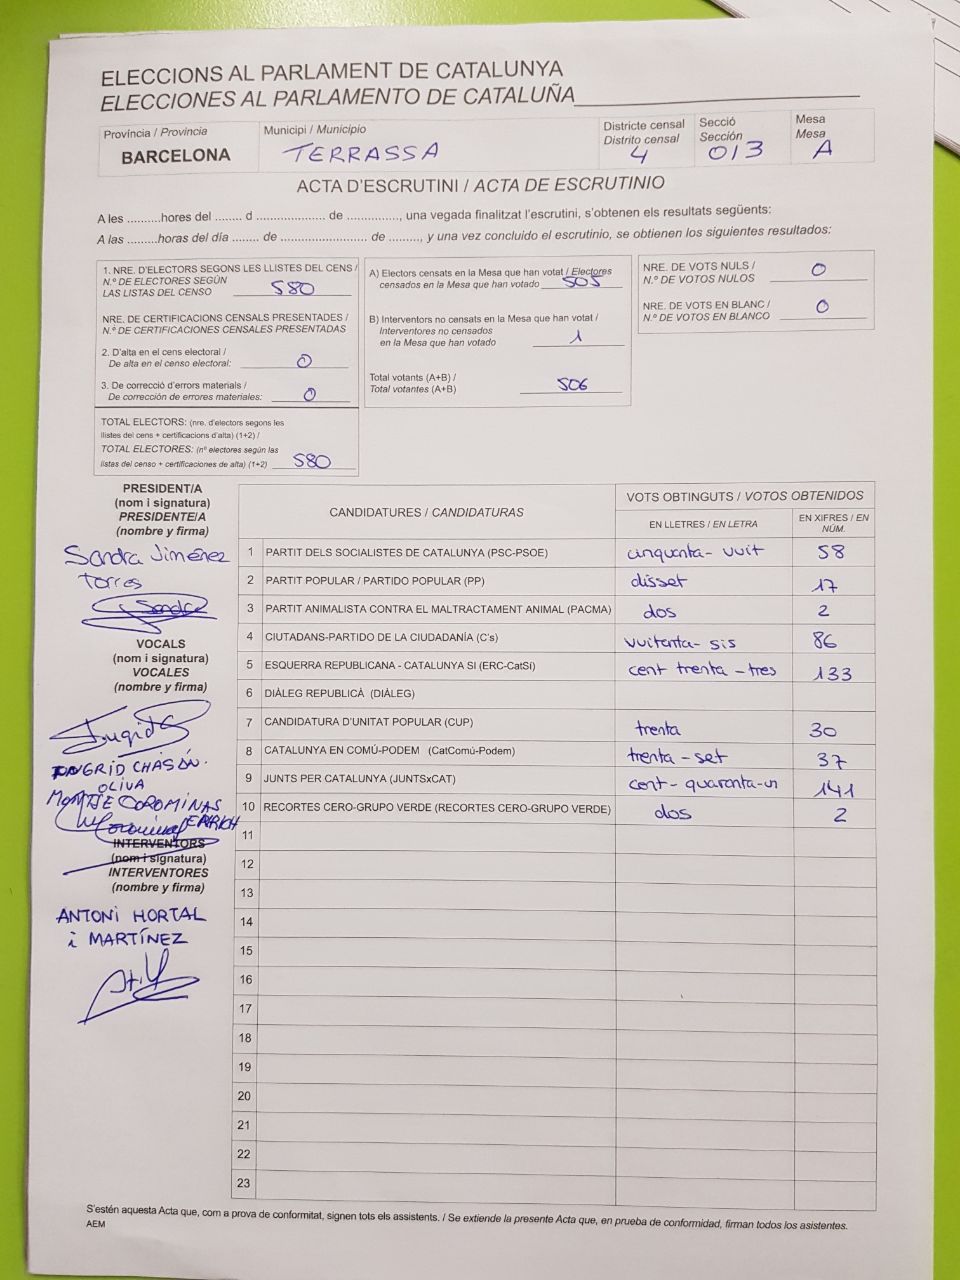 ELECCIONS AL PARLAMENT DE CATALUNYA
ELECCIONES AL PARLAMENTO DE CATALUÑA
Província / Provincia
BARCELONA
Municipi / Municipio
TERRASSA
Districte censal
Distrito censal
4
Secció
Sección
013
Mesa
Mesa
A
ACTA D'ESCRUTINI / ACTA DE ESCRUTINIO
A les ..........hores del ........ d ..................... de ................, una vegada finalitzat l'escrutini, s'obtenen els resultats següents:
A las .........horas del día ........ de .......................... de ........., y una vez concluido el escrutinio, se obtienen los siguientes resultados:
1. NRE. D'ELECTORS SEGONS LES LLISTES DEL CENS /
N.º DE ELECTORES SEGÚN
LAS LISTAS DEL CENSO 580
NRE. DE CERTIFICACIONS CENSALS PRESENTADES /
N.º DE CERTIFICACIONES CENSALES PRESENTADAS
2. D'alta en el cens electoral /
De alta en el censo electoral: 0
3. De correcció d'errors materials /
De corrección de errores materiales: 0
TOTAL ELECTORS: (nre. d'electors segons les
llistes del cens + certificacions d'alta) (1+2) /
TOTAL ELECTORES: (nº electores según las
listas del censo + certificaciones de alta) (1+2) 580
A) Electors censats en la Mesa que han votat / Electores
censados en la Mesa que han votado 505
B) Interventors no censats en la Mesa que han votat /
Interventores no censados
en la Mesa que han votado 1
Total votants (A+B) /
Total votantes (A+B) 506
NRE. DE VOTS NULS /
N.º DE VOTOS NULOS 0
NRE. DE VOTS EN BLANC /
N.º DE VOTOS EN BLANCO 0
PRESIDENT/A
(nom i signatura)
PRESIDENTE/A
(nombre y firma)
Sandra Jiménez
Torres
Sandra
VOCALS
(nom i signatura)
VOCALES
(nombre y firma)
Ingrid
INGRID CHASÁN.
OLIVA
MONTSE COROMINAS
INTERVENTORS
(nom i signatura)
INTERVENTORES
(nombre y firma)
ANTONI HORTAL
i MARTÍNEZ
CANDIDATURES / CANDIDATURAS
VOTS OBTINGUTS / VOTOS OBTENIDOS
EN LLETRES / EN LETRA
EN XIFRES / EN
NÚM.
1 PARTIT DELS SOCIALISTES DE CATALUNYA (PSC-PSOE) cinquanta-vuit 58
2 PARTIT POPULAR / PARTIDO POPULAR (PP) disset 17
3 PARTIT ANIMALISTA CONTRA EL MALTRACTAMENT ANIMAL (PACMA) dos 2
4 CIUTADANS-PARTIDO DE LA CIUDADANÍA (C's) vuitanta-sis 86
5 ESQUERRA REPUBLICANA - CATALUNYA SI (ERC-CatSí) cent trenta-tres 133
6 DIÀLEG REPUBLICÀ (DIÀLEG)
7 CANDIDATURA D'UNITAT POPULAR (CUP) trenta 30
8 CATALUNYA EN COMÚ-PODEM (CatComú-Podem) trenta-set 37
9 JUNTS PER CATALUNYA (JUNTSxCAT) cent-quaranta-un 141
10 RECORTES CERO-GRUPO VERDE (RECORTES CERO-GRUPO VERDE) dos 2
11
12
13
14
15
16
17
18
19
20
21
22
23
S'estén aquesta Acta que, com a prova de conformitat, signen tots els assistents. / Se extiende la presente Acta que, en prueba de conformidad, firman todos los asistentes.
AEM